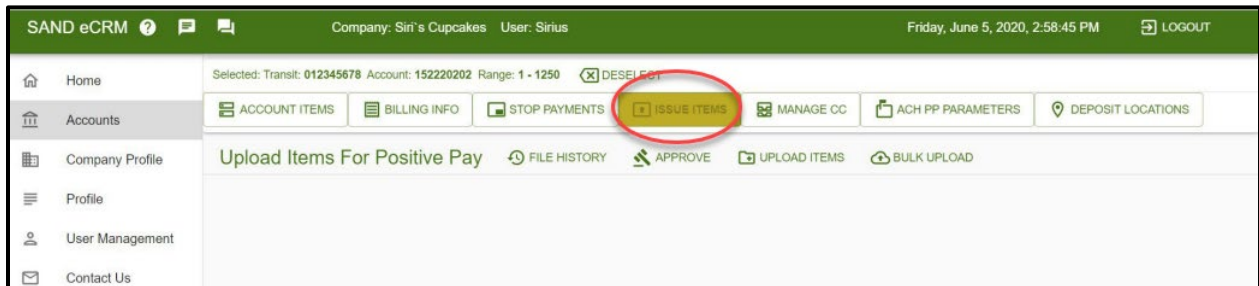 SAND eCRM ? Company: Siri`s Cupcakes User: Sirius Friday, June 5, 2020, 2:58:45 PM LOGOUT
Home
Selected: Transit: 012345678 Account: 152220202 Range: 1 - 1250 DESELECT
Accounts
ACCOUNT ITEMS BILLING INFO STOP PAYMENTS ISSUE ITEMS MANAGE CC ACH PP PARAMETERS DEPOSIT LOCATIONS
Company Profile
Upload Items For Positive Pay FILE HISTORY APPROVE UPLOAD ITEMS BULK UPLOAD
Profile
User Management
Contact Us